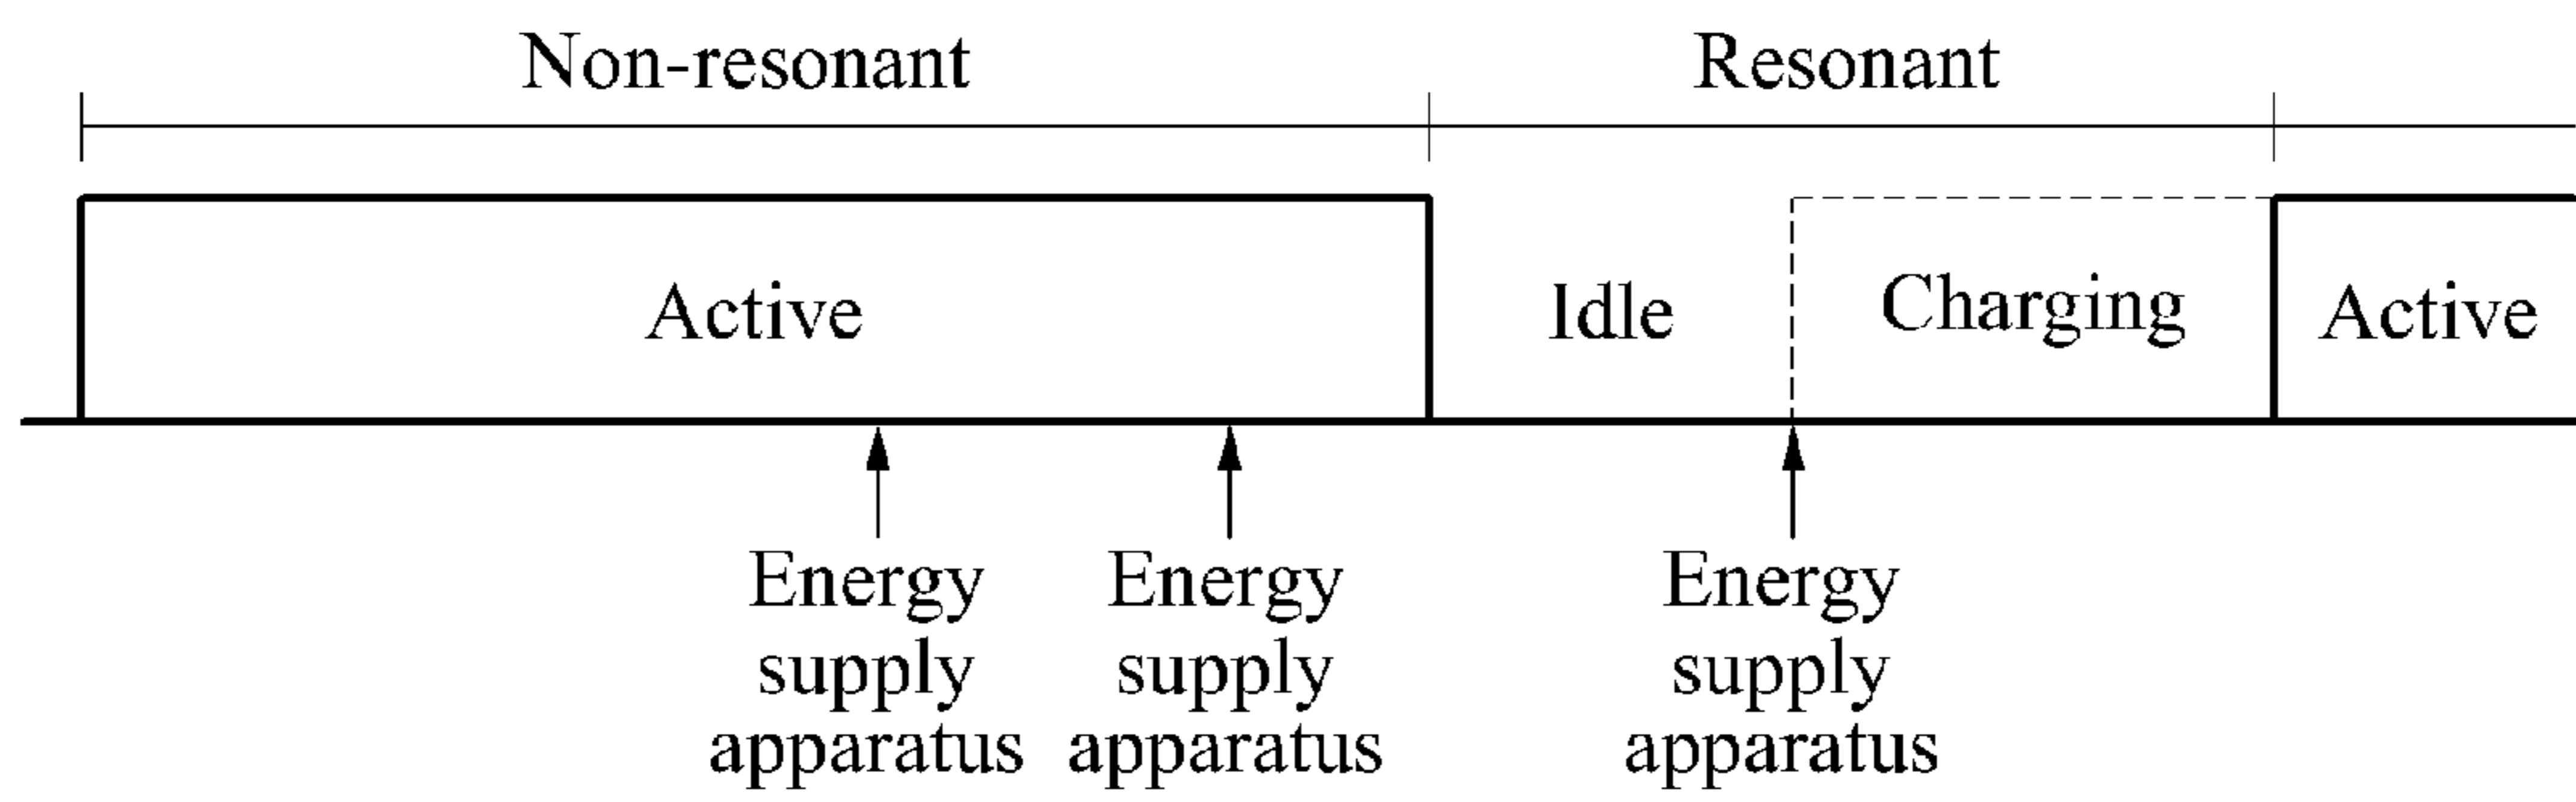 Non-resonant
Resonant
Active
Idle
Charging
Active
Energy
supply
apparatus
Energy
supply
apparatus
Energy
supply
apparatus